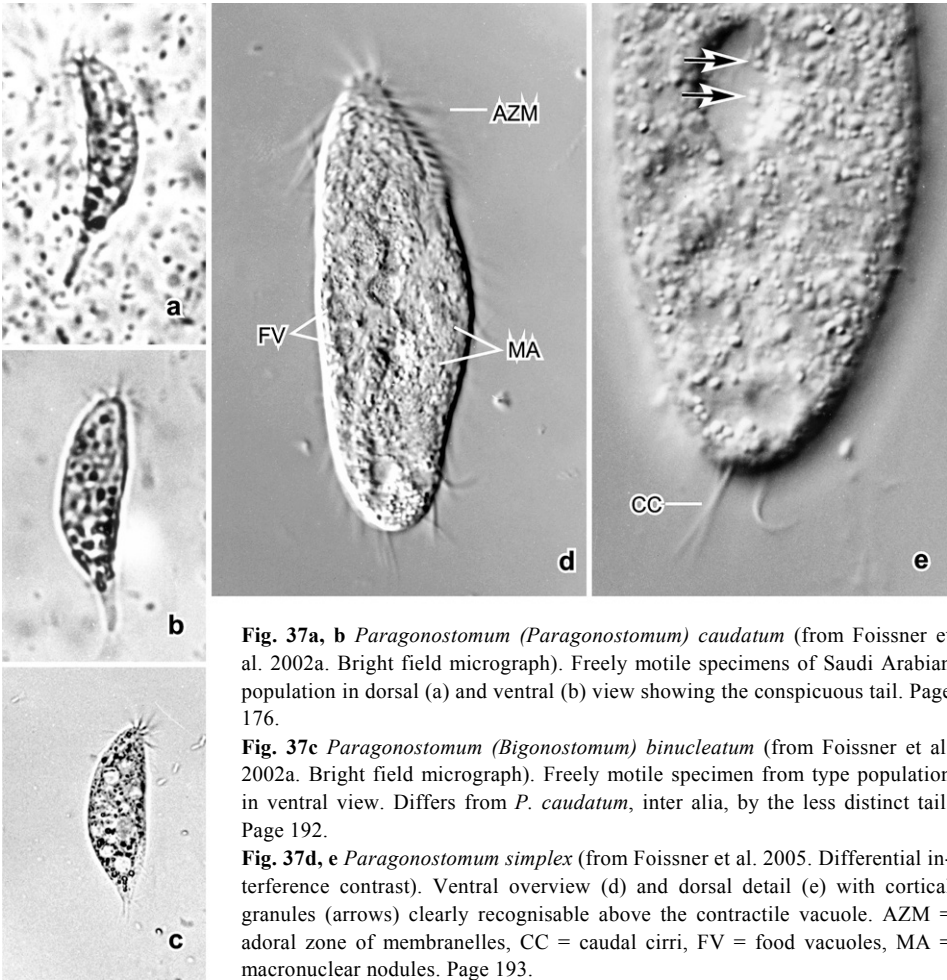 a
b
c
AZM
FV
MA
d
CC
e
Fig. 37a, b Paragonostomum (Paragonostomum) caudatum (from Foissner et
al. 2002a. Bright field micrograph). Freely motile specimens of Saudi Arabian
population in dorsal (a) and ventral (b) view showing the conspicuous tail. Page
176.
Fig. 37c Paragonostomum (Bigonostomum) binucleatum (from Foissner et al.
2002a. Bright field micrograph). Freely motile specimen from type population
in ventral view. Differs from P. caudatum, inter alia, by the less distinct tail.
Page 192.
Fig. 37d, e Paragonostomum simplex (from Foissner et al. 2005. Differential in-
terference contrast). Ventral overview (d) and dorsal detail (e) with cortical
granules (arrows) clearly recognisable above the contractile vacuole. AZM =
adoral zone of membranelles, CC = caudal cirri, FV = food vacuoles, MA =
macronuclear nodules. Page 193.